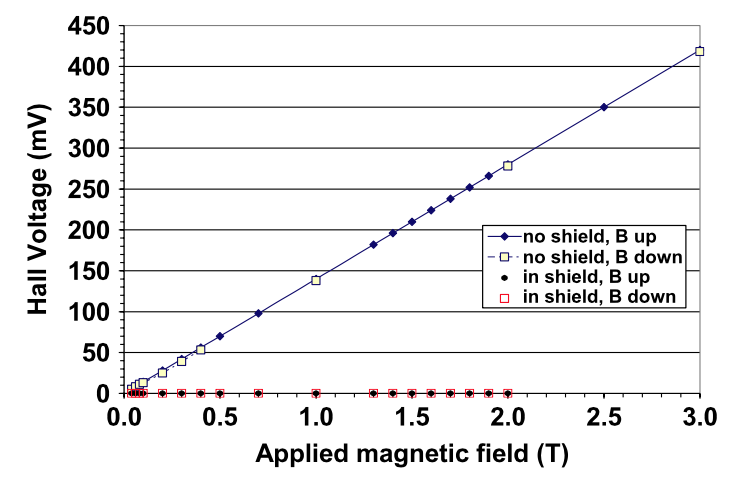 450
400
350
300
250
200
150
100
50
0
Hall Voltage (mV)
no shield, B up
no shield, B down
in shield, B up
in shield, B down
0.0 0.5 1.0 1.5 2.0 2.5 3.0
Applied magnetic field (T)